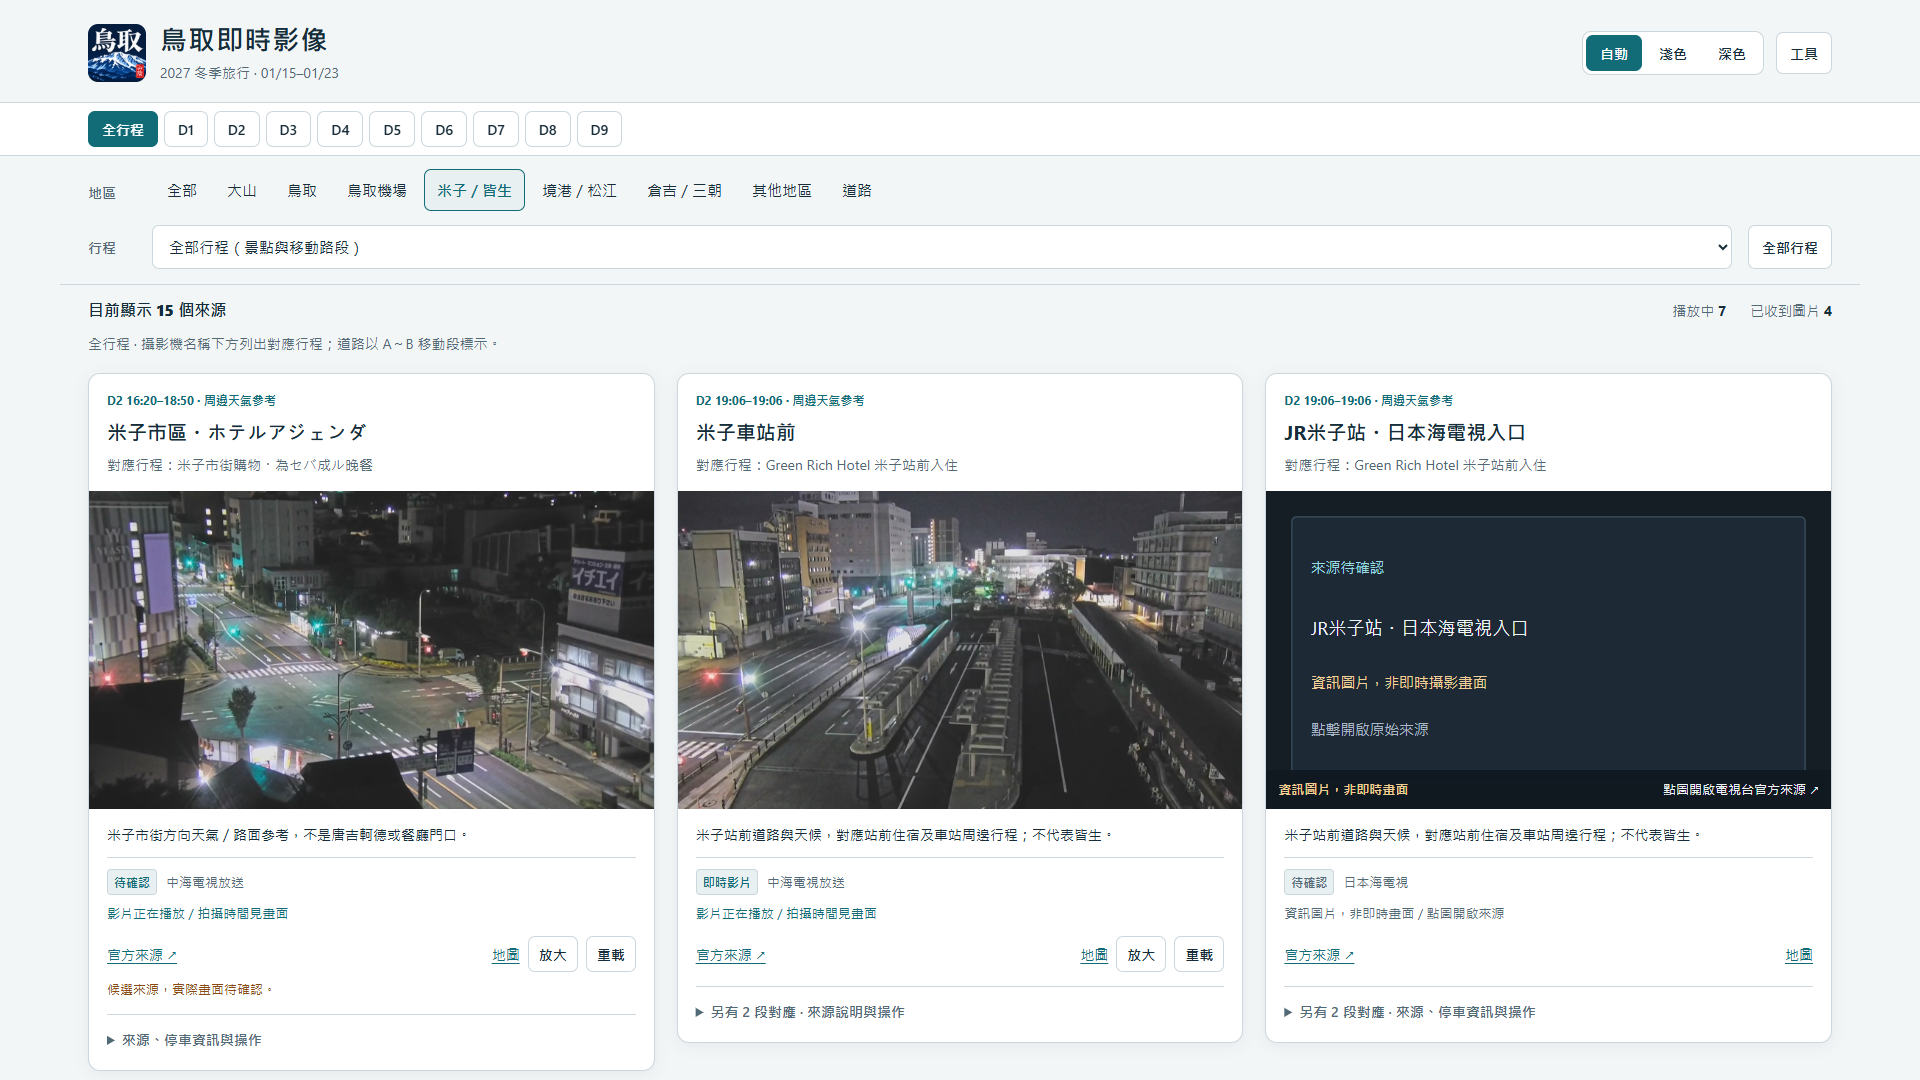 鳥取
鳥取即時影像
2027 冬季旅行 · 01/15–01/23
自動 淺色 深色 工具
全行程 D1 D2 D3 D4 D5 D6 D7 D8 D9
地區 全部 大山 鳥取 鳥取機場 米子 / 皆生 境港 / 松江 倉吉 / 三朝 其他地區 道路
行程 全部行程（景點與移動路段） 全部行程
目前顯示 15 個來源 播放中 7 已收到圖片 4
全行程 · 攝影機名稱下方列出對應行程；道路以 A～B 移動段標示。
D2 16:20–18:50 · 周邊天氣參考
米子市區・ホテルアジェンダ
對應行程：米子市街購物・為セバ成ル晚餐
イチエイ
米子市街方向天氣 / 路面參考，不是唐吉軻德或餐廳門口。
待確認 中海電視放送
影片正在播放 / 拍攝時間見畫面
官方來源 ↗ 地圖 放大 重載
候選來源，實際畫面待確認。
▶ 來源、停車資訊與操作
D2 19:06–19:06 · 周邊天氣參考
米子車站前
對應行程：Green Rich Hotel 米子站前入住
米子站前道路與天候，對應站前住宿及車站周邊行程；不代表皆生。
即時影片 中海電視放送
影片正在播放 / 拍攝時間見畫面
官方來源 ↗ 地圖 放大 重載
▶ 另有 2 段對應 · 來源說明與操作
D2 19:06–19:06 · 周邊天氣參考
JR米子站・日本海電視入口
對應行程：Green Rich Hotel 米子站前入住
來源待確認
JR米子站・日本海電視入口
資訊圖片，非即時攝影畫面
點擊開啟原始來源
資訊圖片，非即時畫面 點圖開啟電視台官方來源 ↗
米子站前道路與天候，對應站前住宿及車站周邊行程；不代表皆生。
待確認 日本海電視
資訊圖片，非即時畫面 / 點圖開啟來源
官方來源 ↗ 地圖
▶ 另有 2 段對應 · 來源、停車資訊與操作